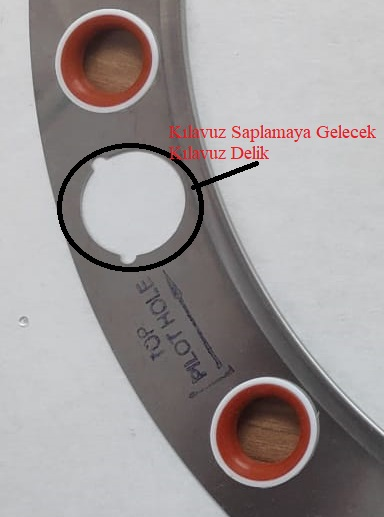 Kılavuz Saplamaya Gelecek
Kılavuz Delik
TOP
PILOT HOLE